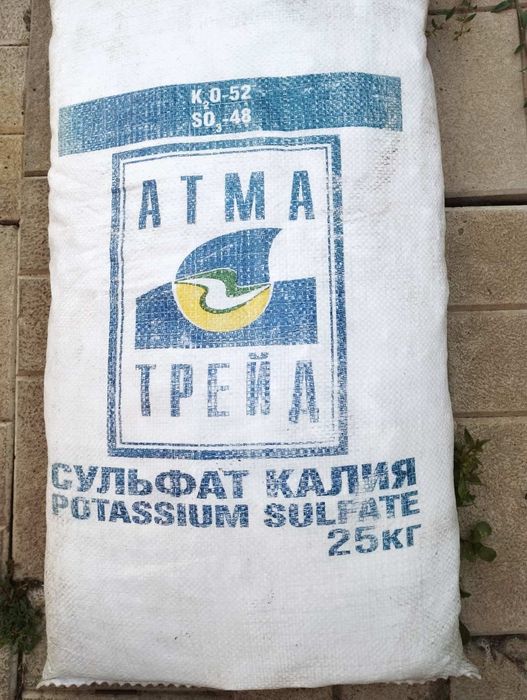 K₂O-52
SO₃-48
АТМА
ТРЕЙД
СУЛЬФАТ КАЛИЯ
POTASSIUM SULFATE
25КГ